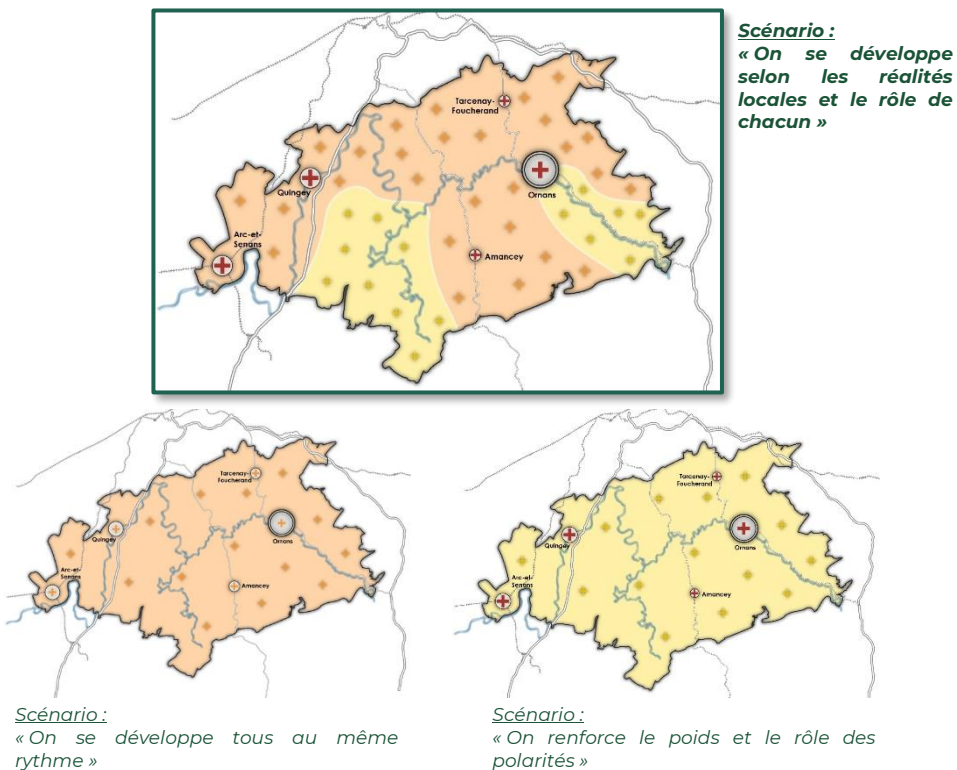 Scénario :
« On se développe
selon les réalités
locales et le rôle de
chacun »
Tarcenay-
Foucherand
Quingey
Ornans
Arc-et-
Senans
Amancey
Tarcenay-
Foucherand
Quingey
Ornans
Arc-et-
Senans
Amancey
Tarcenay-
Foucherand
Quingey
Ornans
Arc-et-
Senans
Amancey
Scénario :
« On se développe tous au même
rythme »
Scénario :
« On renforce le poids et le rôle des
polarités »